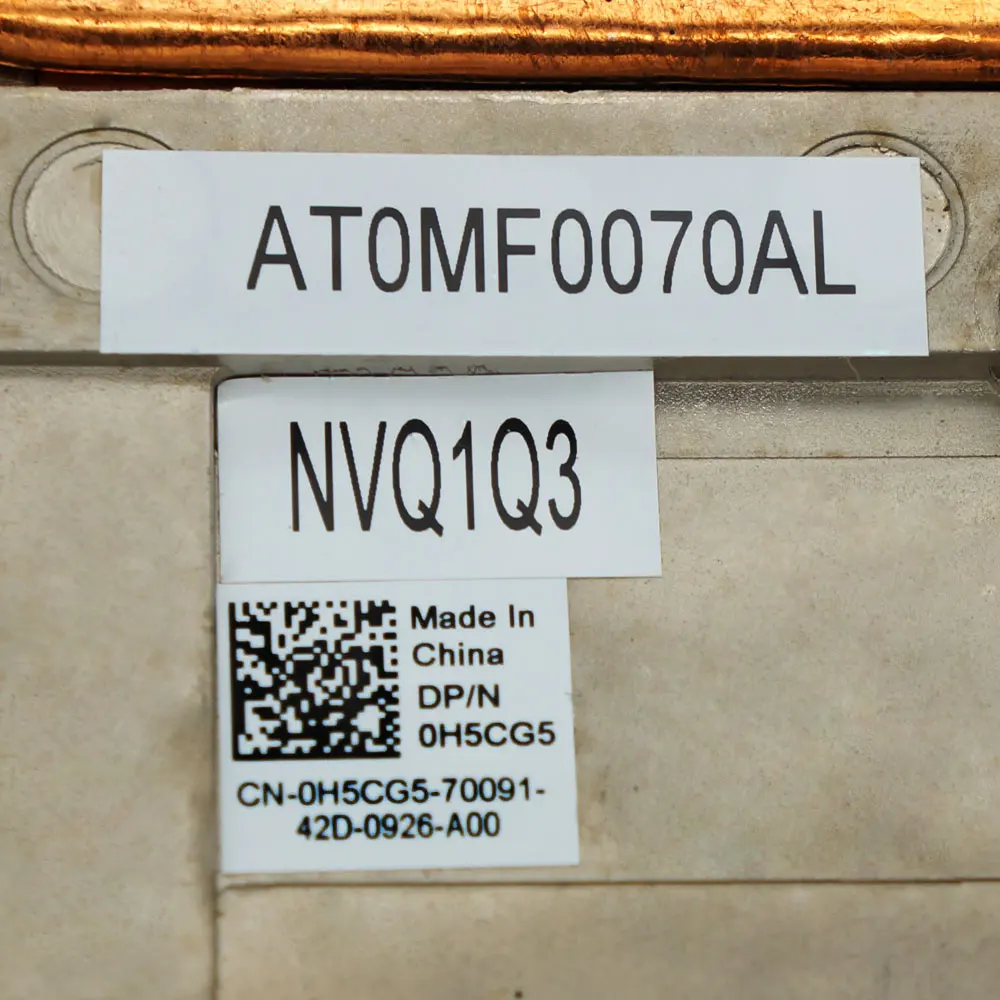 AT0MF0070AL
NVQ1Q3
Made In
China
DP/N
0H5CG5
CN-0H5CG5-70091-
42D-0926-A00